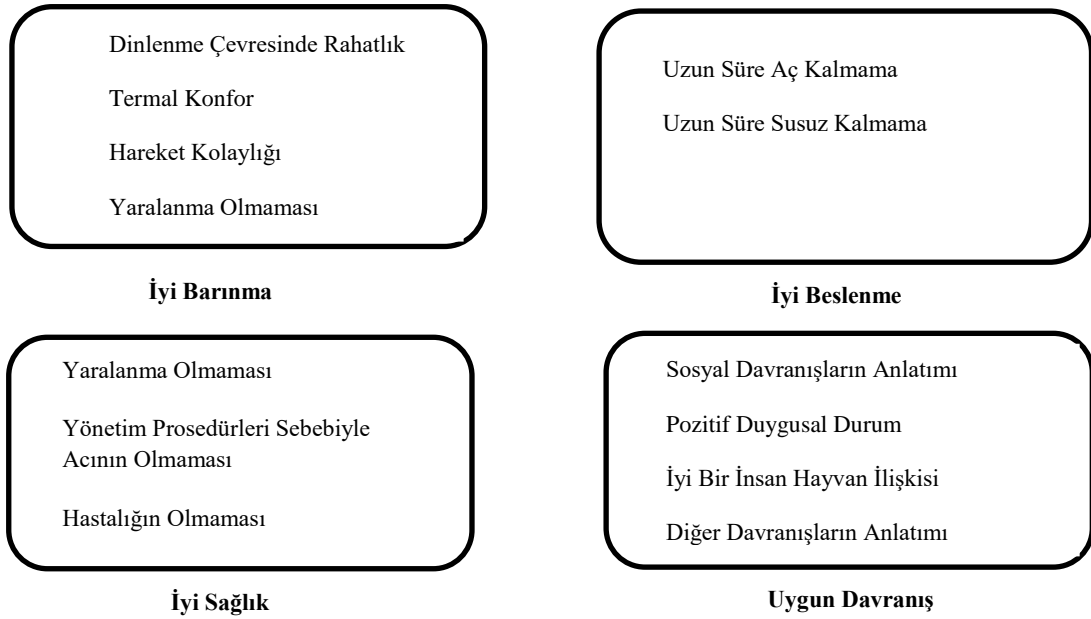 Dinlenme Çevresinde Rahatlık
Termal Konfor
Hareket Kolaylığı
Yaralanma Olmaması
İyi Barınma
Uzun Süre Aç Kalmama
Uzun Süre Susuz Kalmama
İyi Beslenme
Yaralanma Olmaması
Yönetim Prosedürleri Sebebiyle
Acının Olmaması
Hastalığın Olmaması
İyi Sağlık
Sosyal Davranışların Anlatımı
Pozitif Duygusal Durum
İyi Bir İnsan Hayvan İlişkisi
Diğer Davranışların Anlatımı
Uygun Davranış